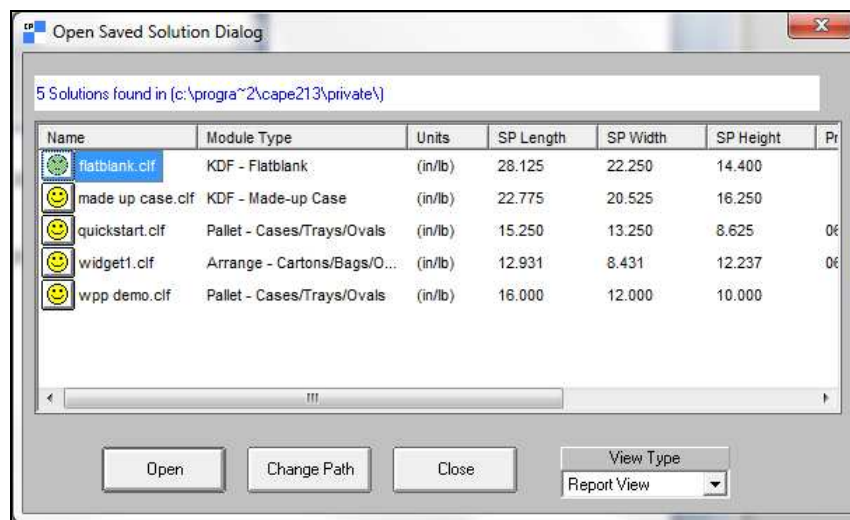 CP
Open Saved Solution Dialog
5 Solutions found in (c:\progra~2\cape213\private\)
Name Module Type Units SP Length SP Width SP Height Pr
flatblank.clf KDF - Flatblank (in/lb) 28.125 22.250 14.400
made up case.clf KDF - Made-up Case (in/lb) 22.775 20.525 16.250
quickstart.clf Pallet - Cases/Trays/Ovals (in/lb) 15.250 13.250 8.625 06
widget1.clf Arrange - Cartons/Bags/O... (in/lb) 12.931 8.431 12.237 06
wpp demo.clf Pallet - Cases/Trays/Ovals (in/lb) 16.000 12.000 10.000
Open Change Path Close View Type
Report View